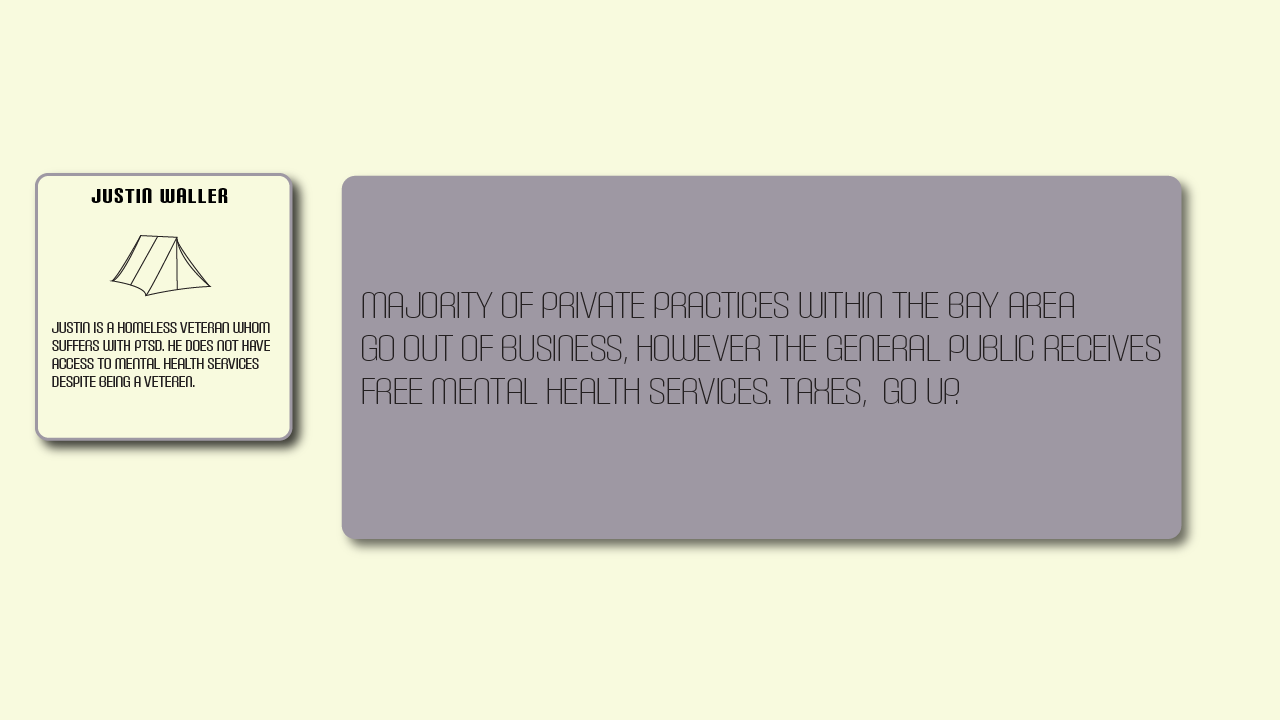 JUSTIN WALLER
JUSTIN IS A HOMELESS VETERAN WHOM
SUFFERS WITH PTSD. HE DOES NOT HAVE
ACCESS TO MENTAL HEALTH SERVICES
DESPITE BEING A VETEREN.
MAJORITY OF PRIVATE PRACTICES WITHIN THE BAY AREA
GO OUT OF BUSINESS, HOWEVER THE GENERAL PUBLIC RECEIVES
FREE MENTAL HEALTH SERVICES. TAXES,  GO UP.